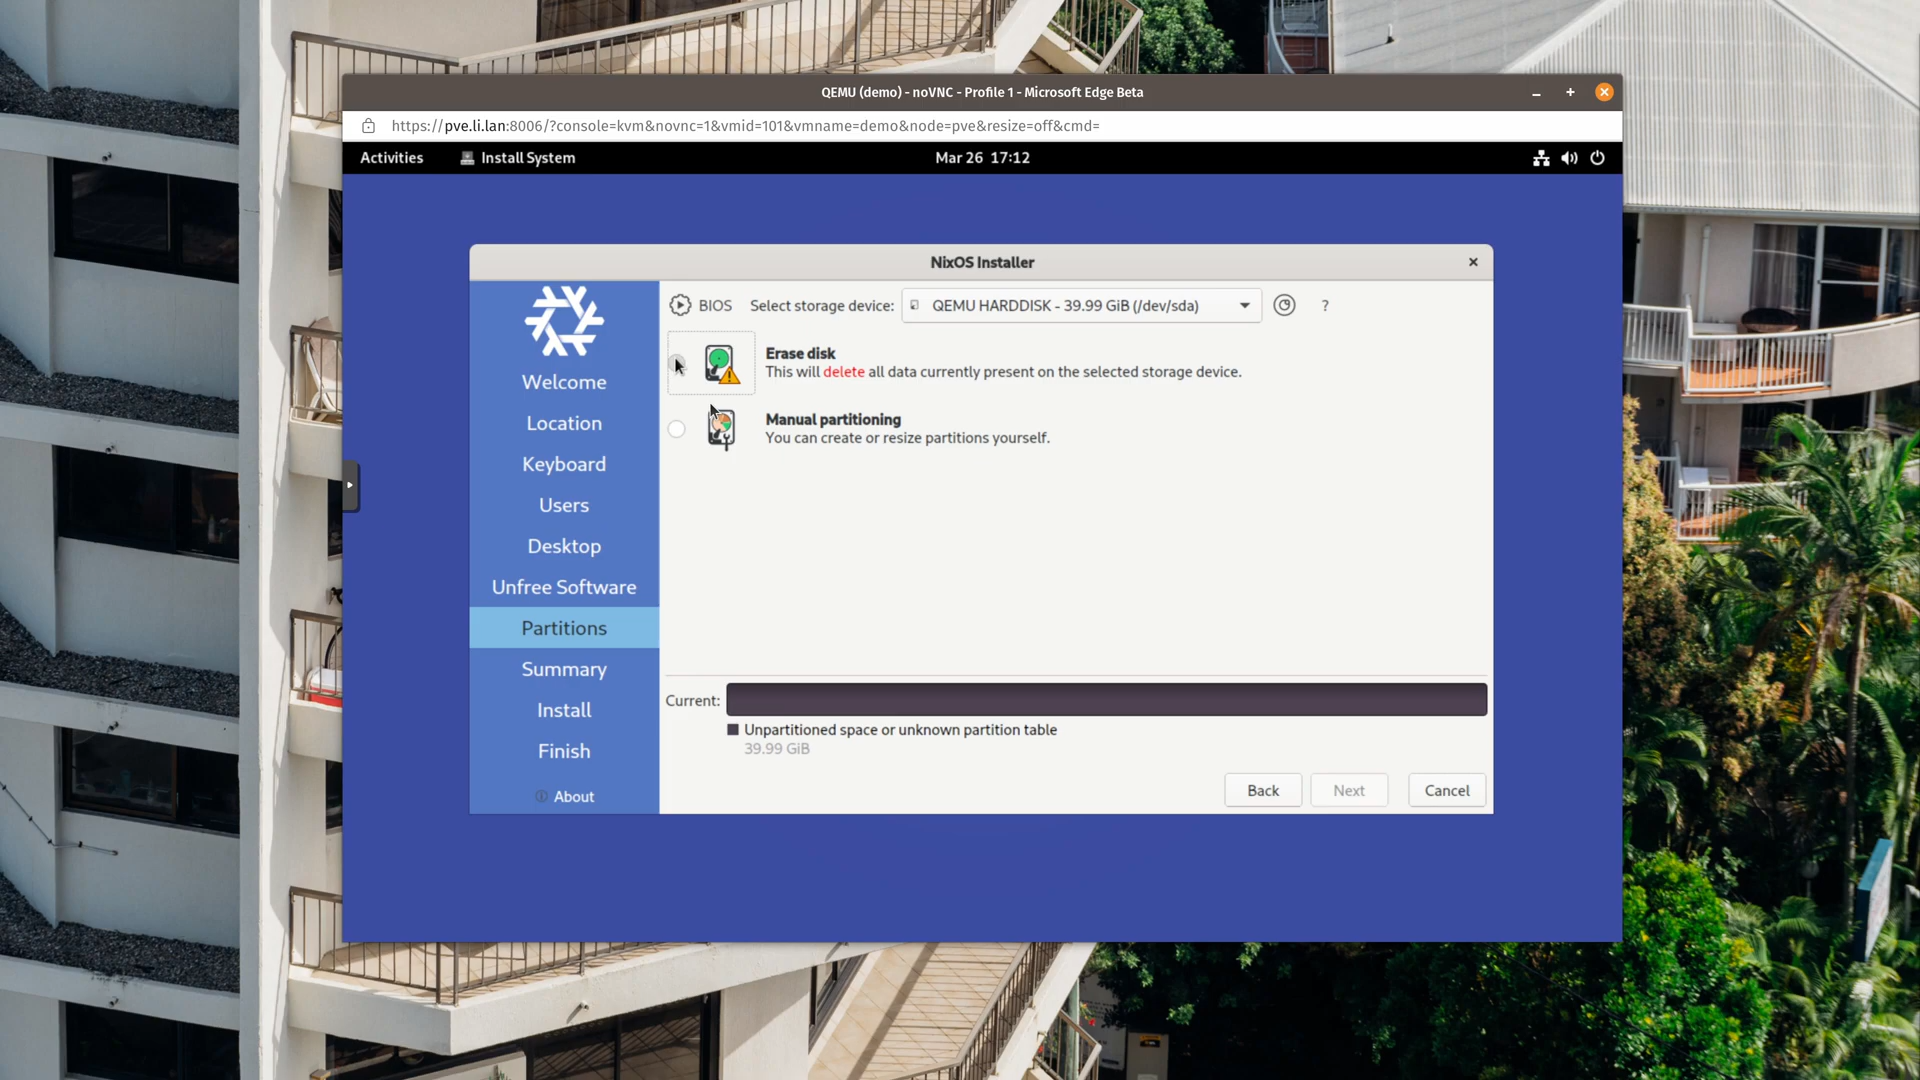 QEMU (demo) - noVNC - Profile 1 - Microsoft Edge Beta
https://pve.li.lan:8006/?console=kvm&novnc=1&vmid=101&vmname=demo&node=pve&resize=off&cmd=
Activities Install System Mar 26 17:12
NixOS Installer
BIOS Select storage device: QEMU HARDDISK - 39.99 GiB (/dev/sda) ?
Erase disk
This will delete all data currently present on the selected storage device.
Manual partitioning
You can create or resize partitions yourself.
Welcome
Location
Keyboard
Users
Desktop
Unfree Software
Partitions
Summary
Install
Finish
About
Current:
Unpartitioned space or unknown partition table
39.99 GiB
Back Next Cancel